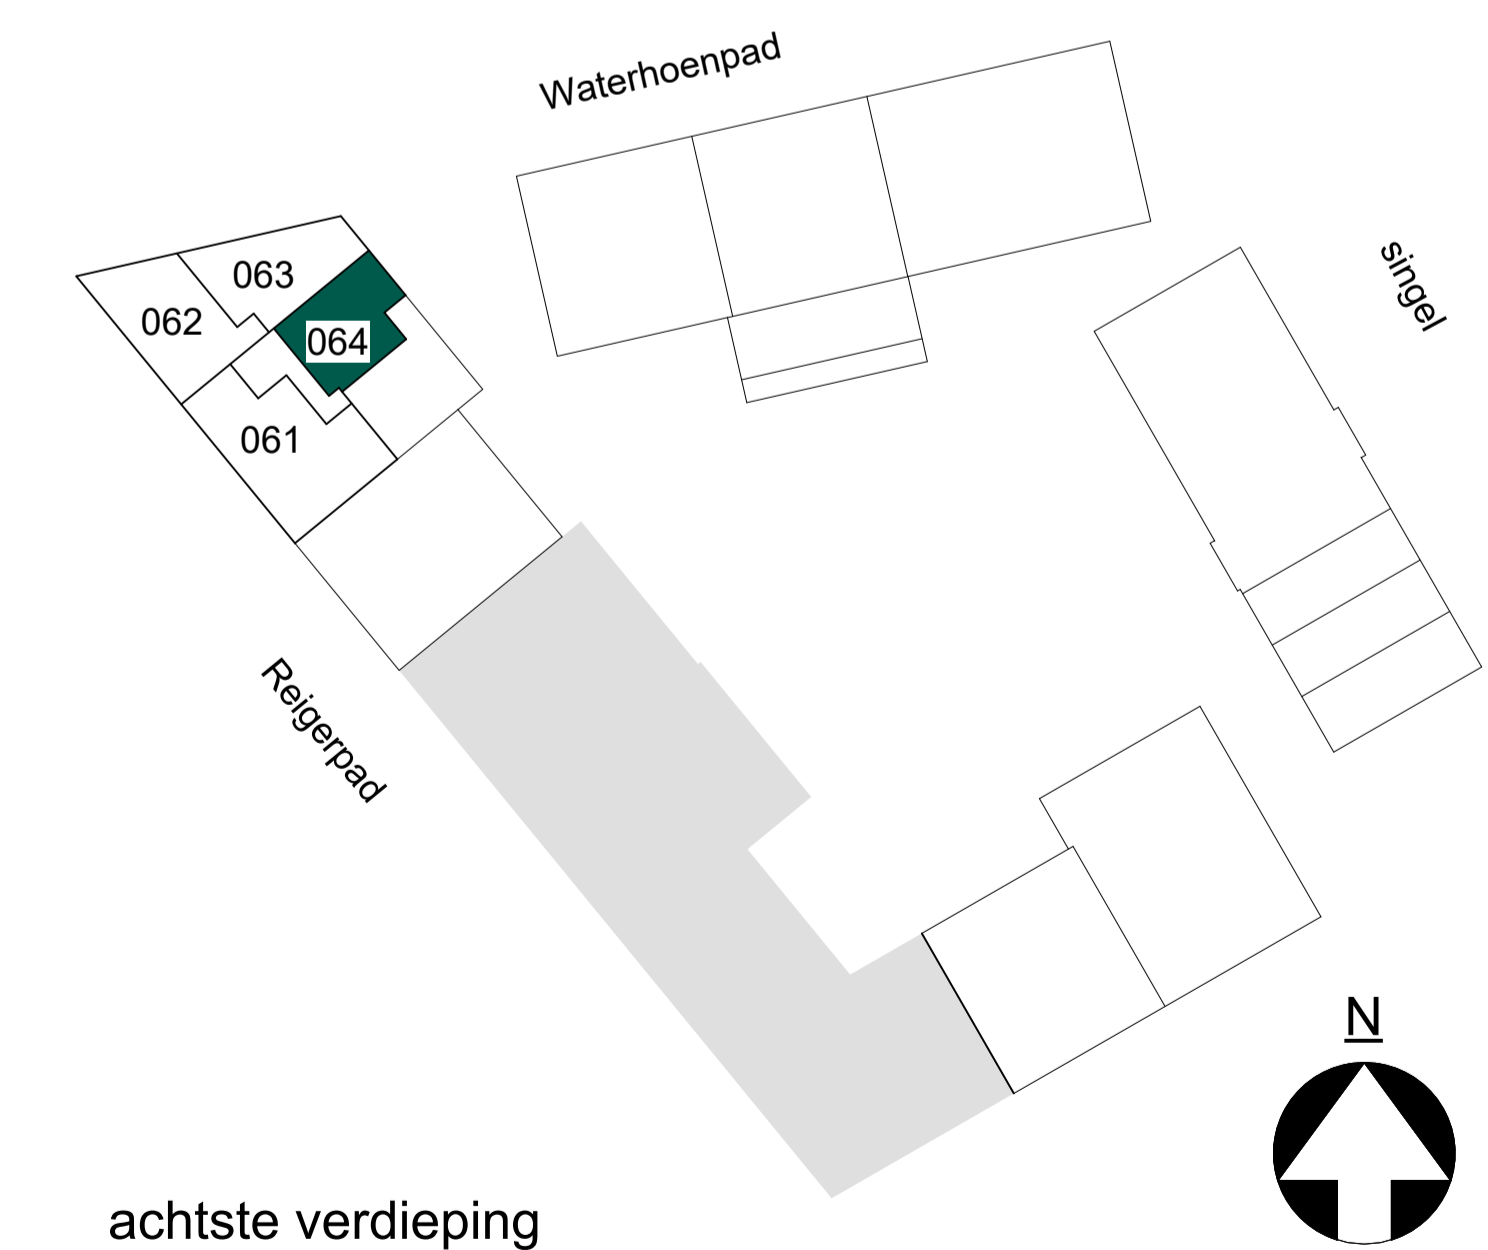 Waterhoenpad
singel
063
062
064
061
Reigerpad
N
achtste verdieping